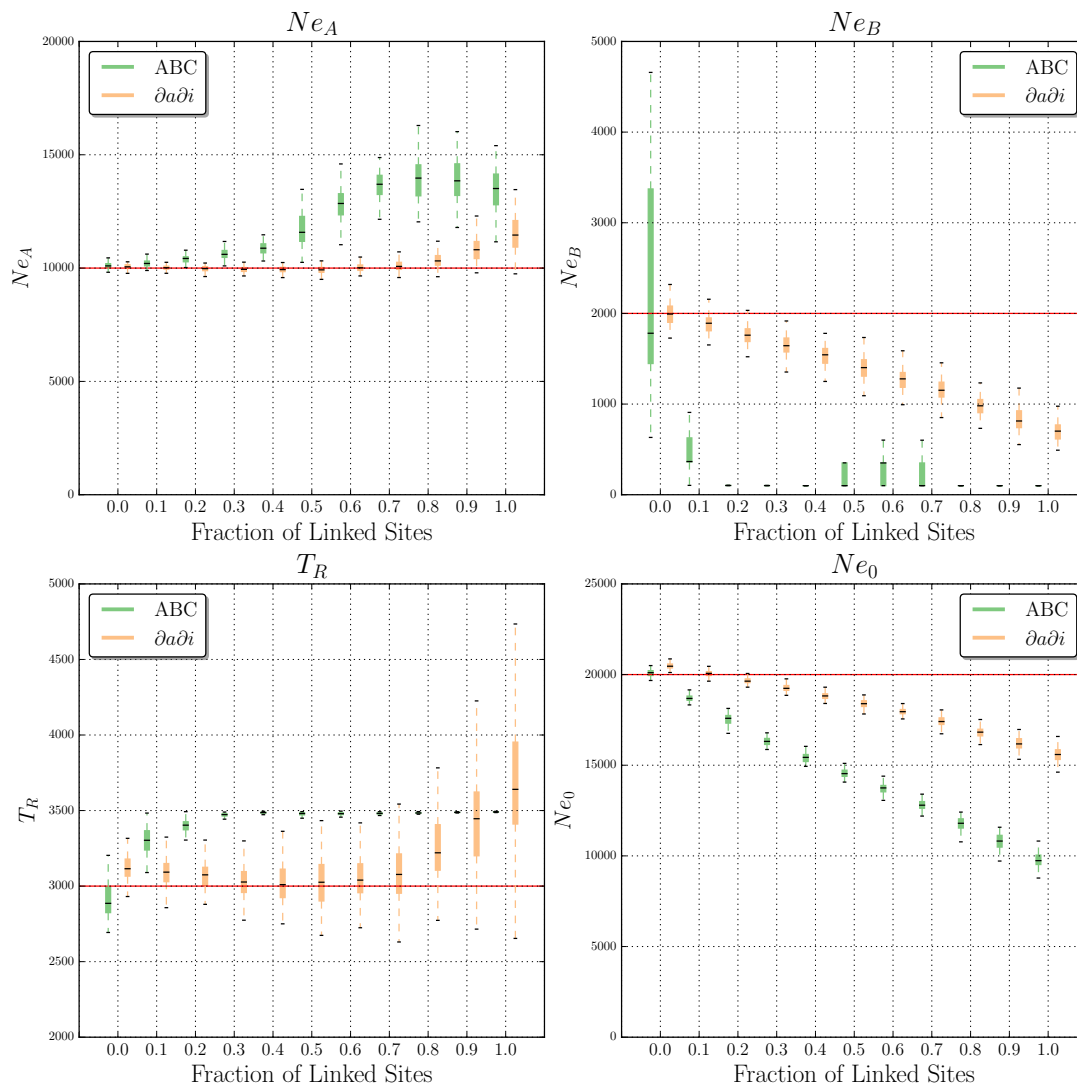 Ne_A
Ne_A
20000
15000
10000
5000
0
ABC
∂a∂i
0.0 0.1 0.2 0.3 0.4 0.5 0.6 0.7 0.8 0.9 1.0
Fraction of Linked Sites
Ne_B
Ne_B
5000
4000
3000
2000
1000
0
ABC
∂a∂i
0.0 0.1 0.2 0.3 0.4 0.5 0.6 0.7 0.8 0.9 1.0
Fraction of Linked Sites
T_R
T_R
5000
4500
4000
3500
3000
2500
2000
ABC
∂a∂i
0.0 0.1 0.2 0.3 0.4 0.5 0.6 0.7 0.8 0.9 1.0
Fraction of Linked Sites
Ne_0
Ne_0
25000
20000
15000
10000
5000
0
ABC
∂a∂i
0.0 0.1 0.2 0.3 0.4 0.5 0.6 0.7 0.8 0.9 1.0
Fraction of Linked Sites